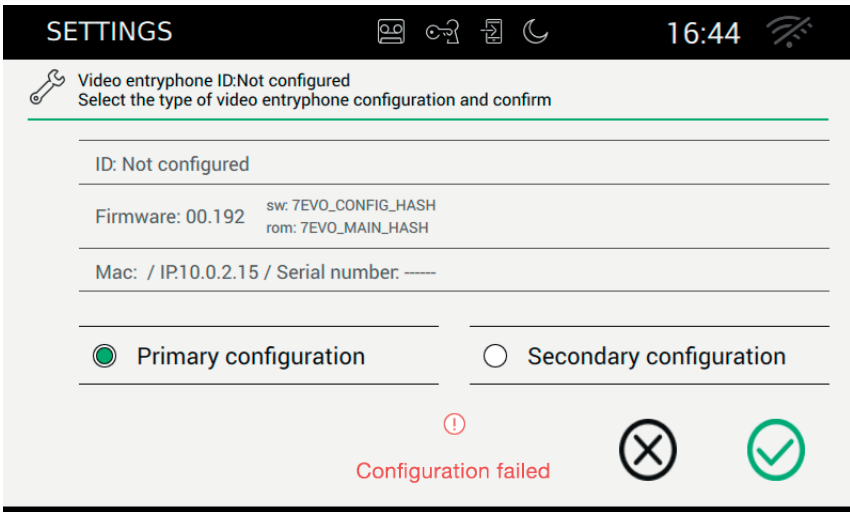 SETTINGS 16:44
Video entryphone ID:Not configured
Select the type of video entryphone configuration and confirm
ID: Not configured
Firmware: 00.192
sw: 7EVO_CONFIG_HASH
rom: 7EVO_MAIN_HASH
Mac: / IP:10.0.2.15 / Serial number: ------
Primary configuration
Secondary configuration
Configuration failed